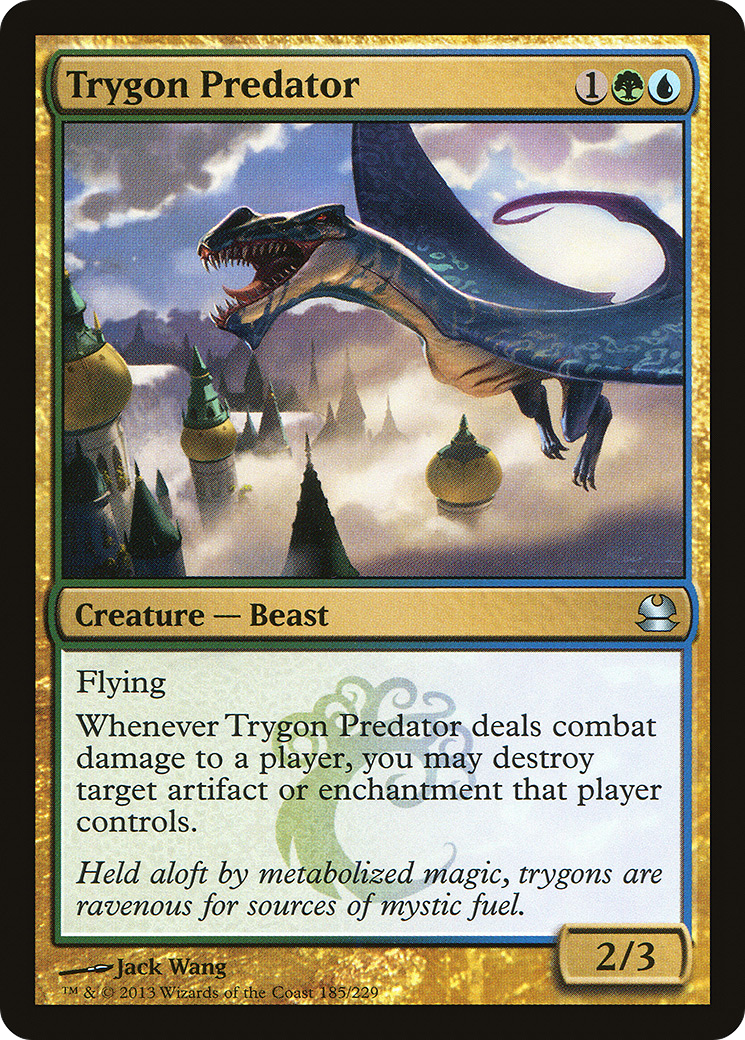 Trygon Predator 1
Creature — Beast
Flying
Whenever Trygon Predator deals combat
damage to a player, you may destroy
target artifact or enchantment that player
controls.
Held aloft by metabolized magic, trygons are
ravenous for sources of mystic fuel.
2/3
Jack Wang
™ & © 2013 Wizards of the Coast 185/229